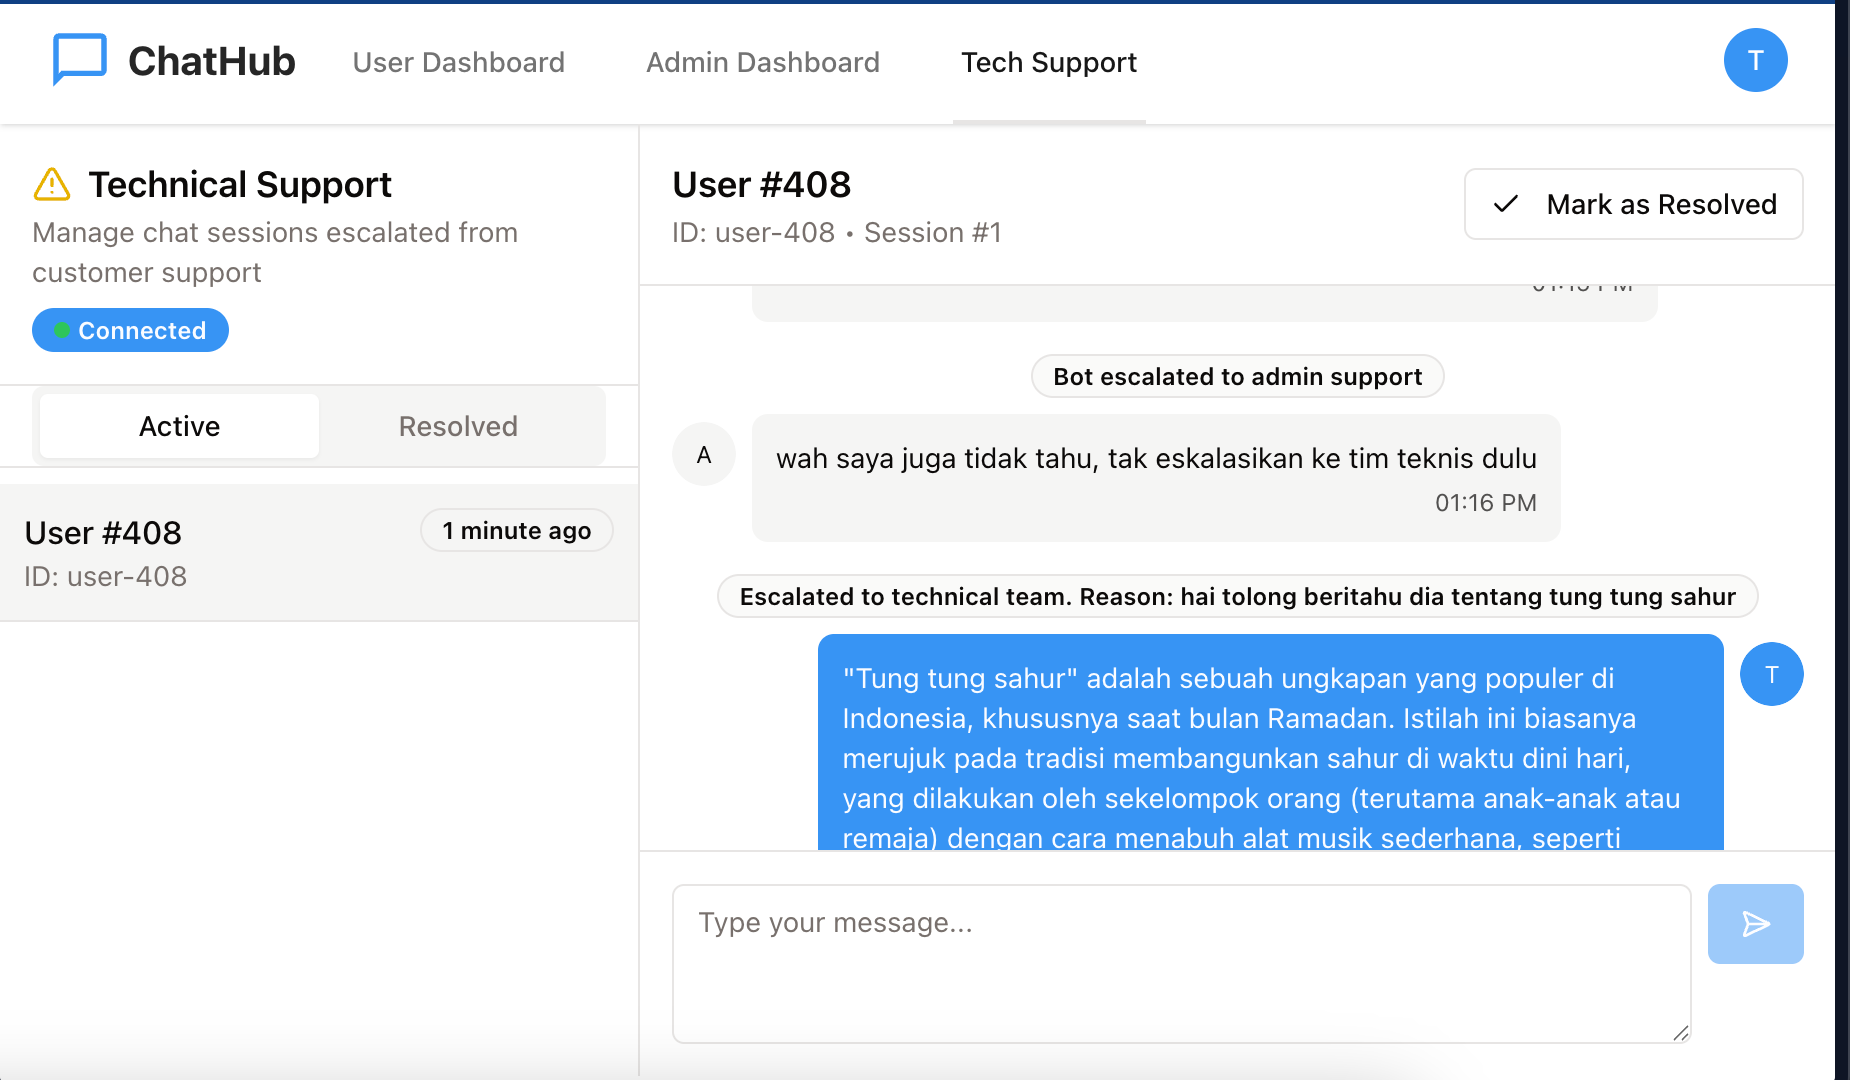 ChatHub
User Dashboard
Admin Dashboard
Tech Support
T
Technical Support
Manage chat sessions escalated from
customer support
Connected
Active
Resolved
User #408
1 minute ago
ID: user-408
User #408
ID: user-408 • Session #1
Mark as Resolved
Bot escalated to admin support
A
wah saya juga tidak tahu, tak eskalasikan ke tim teknis dulu
01:16 PM
Escalated to technical team. Reason: hai tolong beritahu dia tentang tung tung sahur
T
"Tung tung sahur" adalah sebuah ungkapan yang populer di
Indonesia, khususnya saat bulan Ramadan. Istilah ini biasanya
merujuk pada tradisi membangunkan sahur di waktu dini hari,
yang dilakukan oleh sekelompok orang (terutama anak-anak atau
remaja) dengan cara menabuh alat musik sederhana, seperti
Type your message...